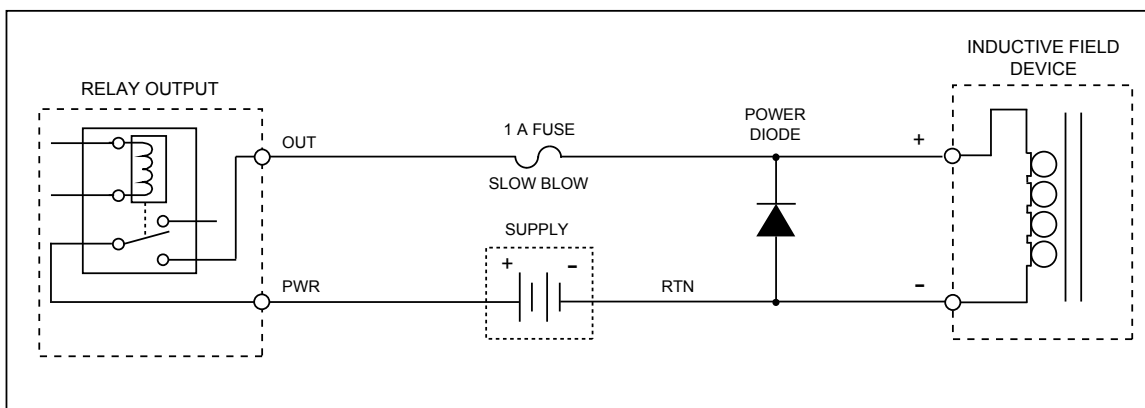 INDUCTIVE FIELD
DEVICE
RELAY OUTPUT
OUT
1 A FUSE
SLOW BLOW
POWER
DIODE
+
SUPPLY
+ -
PWR
RTN
-